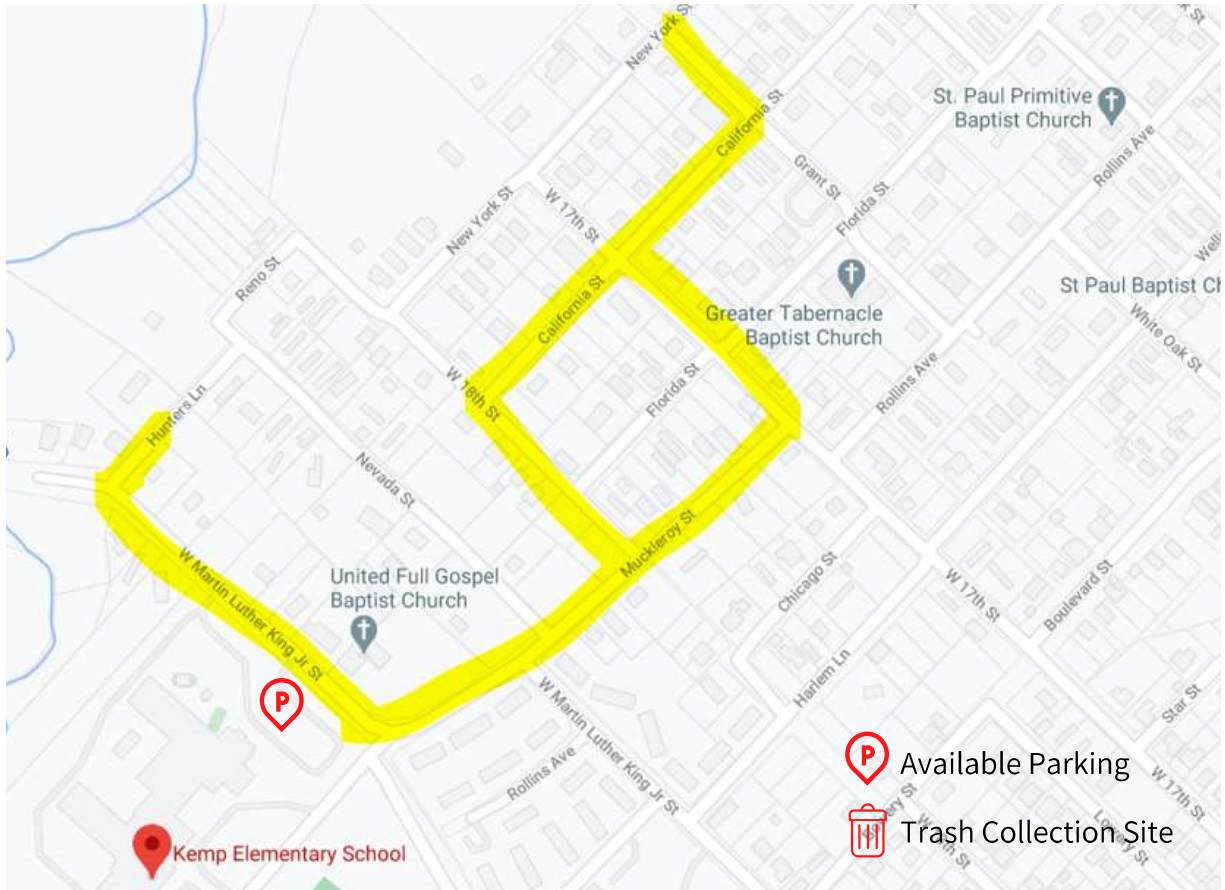 New York St
California St
St. Paul Primitive
Baptist Church
Rollins Ave
Grant St
Florida St
W 17th St
New York St
Reno St
California St
Greater Tabernacle
Baptist Church
St Paul Baptist Ch
White Oak St
W 18th St
Florida St
Rollins Ave
Hunters Ln
Nevada St
Muckleroy St
W Martin Luther King Jr St
United Full Gospel
Baptist Church
Chicago St
W 17th St
Boulevard St
Harlem Ln
W Martin Luther King Jr St
Star St
P
Rollins Ave
P
Available Parking
W 17th St
Trash Collection Site
Lowery St
Kemp Elementary School